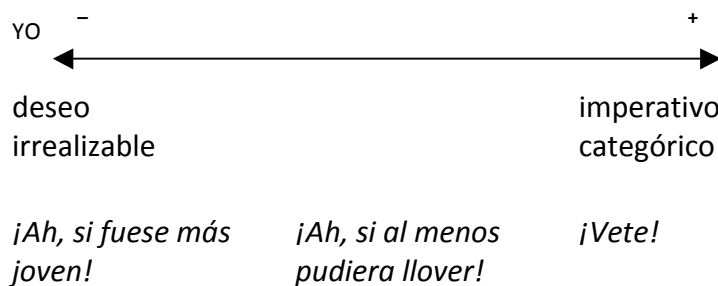 YO – +
deseo imperativo
irrealizable categórico
¡Ah, si fuese más ¡Ah, si al menos ¡Vete!
joven! pudiera llover!